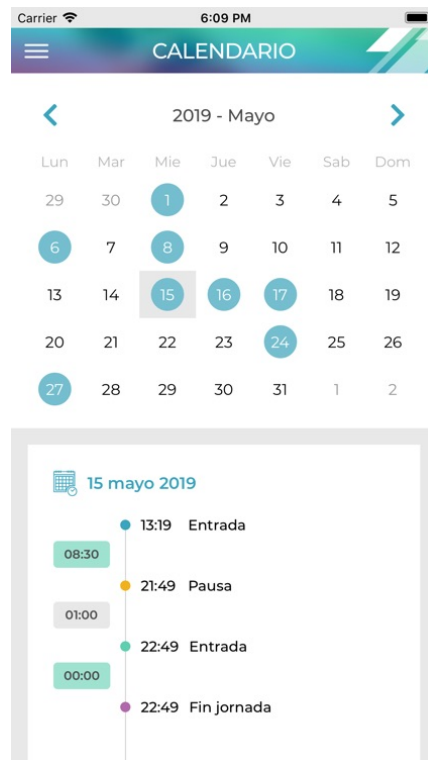 Carrier 6:09 PM
CALENDARIO
2019 - Mayo
Lun Mar Mie Jue Vie Sab Dom
29 30 1 2 3 4 5
6 7 8 9 10 11 12
13 14 15 16 17 18 19
20 21 22 23 24 25 26
27 28 29 30 31 1 2
15 mayo 2019
13:19 Entrada
08:30
21:49 Pausa
01:00
22:49 Entrada
00:00
22:49 Fin jornada